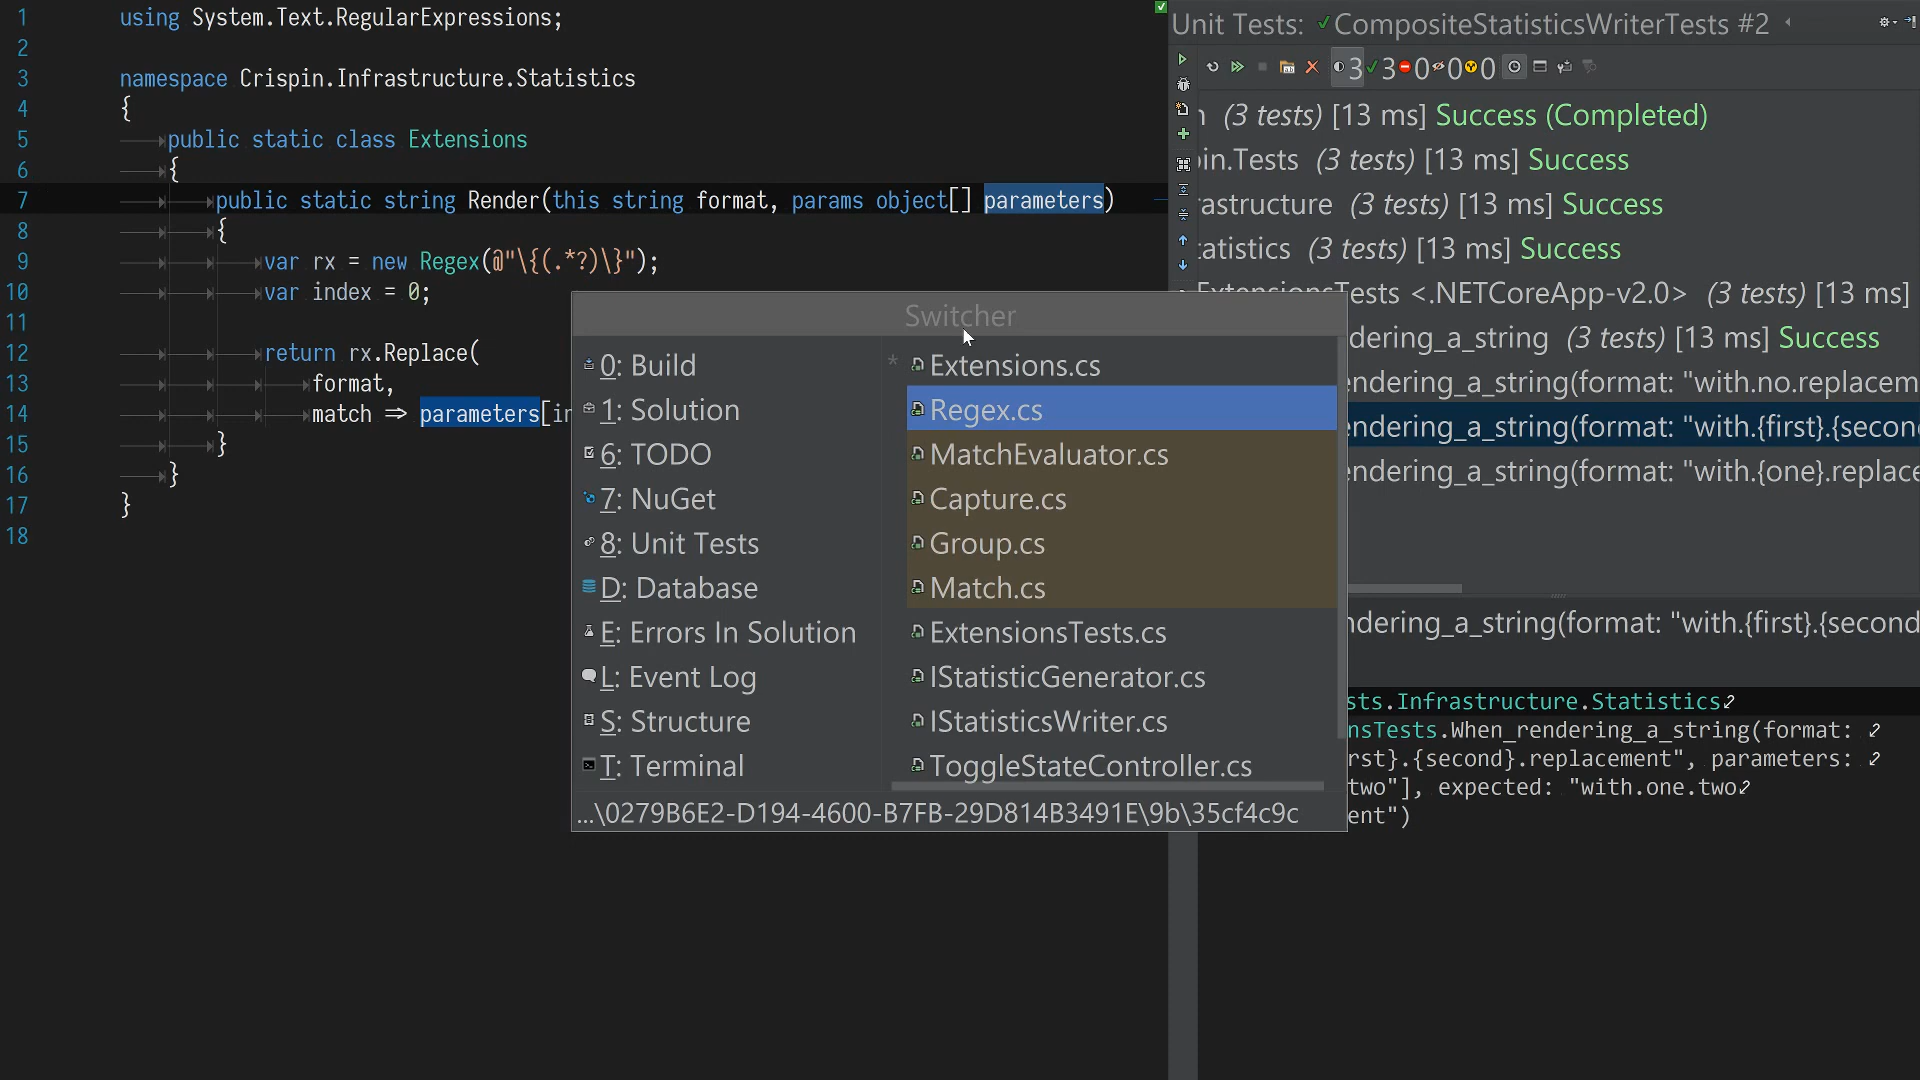 1 using System.Text.RegularExpressions;
2
3 namespace Crispin.Infrastructure.Statistics
4 {
5 public static class Extensions
6 {
7 public static string Render(this string format, params object[] parameters)
8 {
9 var rx = new Regex(@"\{(.*?)\}");
10 var index = 0;
11
12 return rx.Replace(
13 format,
14 match => parameters[in
15 }
16 }
17 }
18
Switcher
0: Build
1: Solution
6: TODO
7: NuGet
8: Unit Tests
D: Database
E: Errors In Solution
L: Event Log
S: Structure
T: Terminal
* Extensions.cs
Regex.cs
MatchEvaluator.cs
Capture.cs
Group.cs
Match.cs
ExtensionsTests.cs
IStatisticGenerator.cs
IStatisticsWriter.cs
ToggleStateController.cs
...\0279B6E2-D194-4600-B7FB-29D814B3491E\9b\35cf4c9c
Unit Tests: ✓CompositeStatisticsWriterTests #2
3 3 0 0 0
n (3 tests) [13 ms] Success (Completed)
pin.Tests (3 tests) [13 ms] Success
rastructure (3 tests) [13 ms] Success
tatistics (3 tests) [13 ms] Success
ExtensionsTests <.NETCoreApp-v2.0> (3 tests) [13 ms]
dering_a_string (3 tests) [13 ms] Success
endering_a_string(format: "with.no.replacem
endering_a_string(format: "with.{first}.{secon
endering_a_string(format: "with.{one}.replace
ndering_a_string(format: "with.{first}.{second
sts.Infrastructure.Statistics
nsTests.When_rendering_a_string(format:
rst}.{second}.replacement", parameters:
two"], expected: "with.one.two
ent")